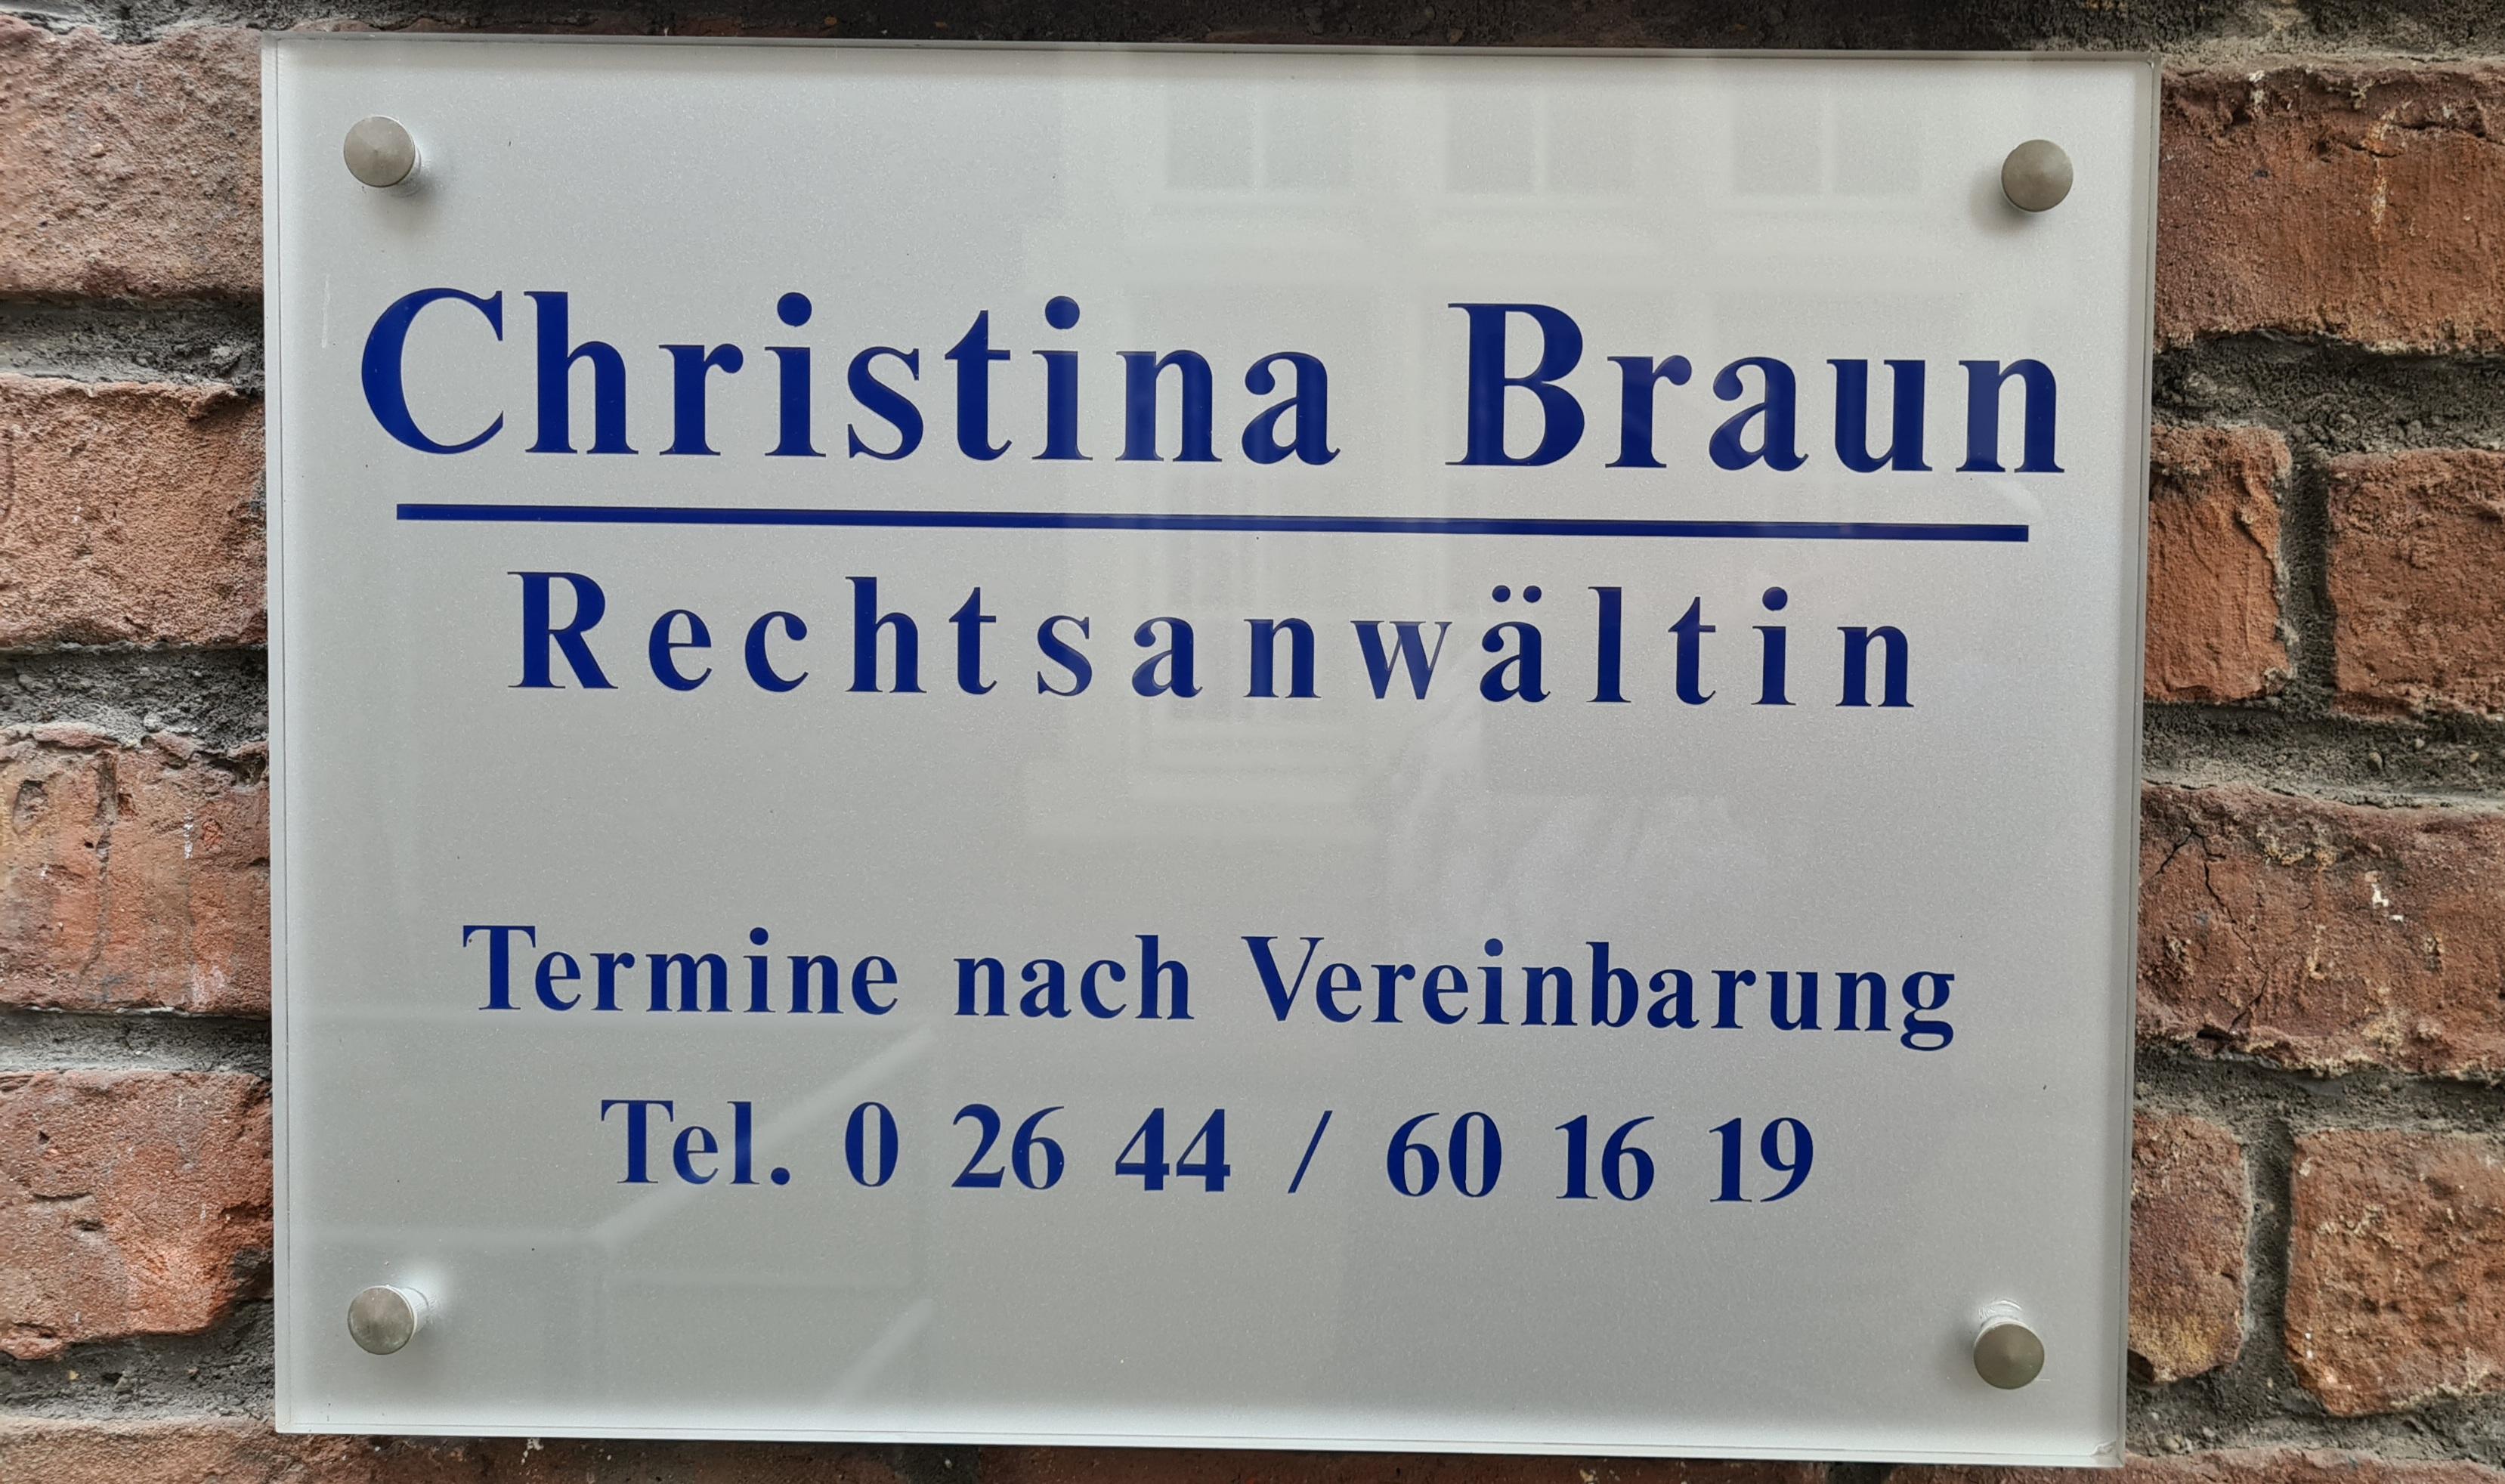 Christina Braun
Rechtsanwältin
Termine nach Vereinbarung
Tel. 0 26 44 / 60 16 19